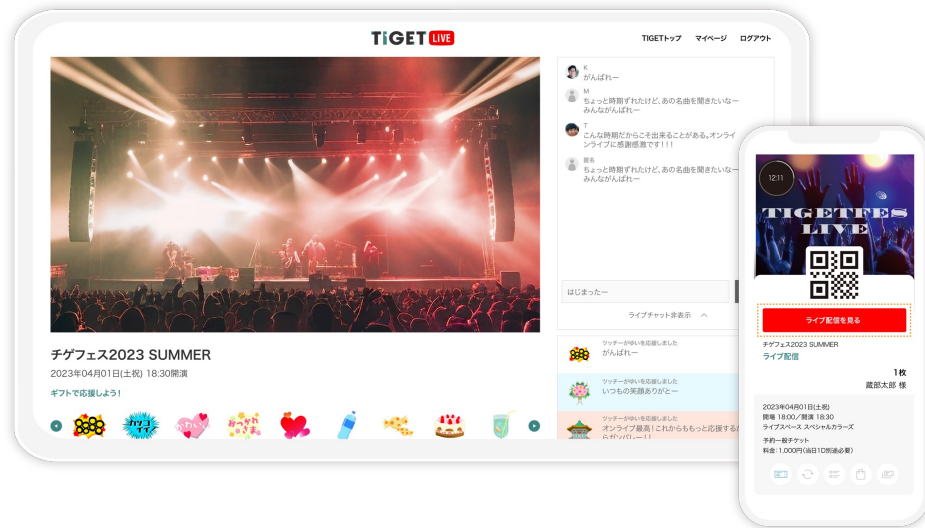 TiGET LIVE
TIGETトップ マイページ ログアウト
K
がんばれー
M
ちょっと時期ずれたけど、あの名曲を聞きたいなー
みんながんばれー
T
こんな時期だからこそ出来ることがある。オンライ
ンライブに感謝感激です!!!
匿名
ちょっと時期ずれたけど、あの名曲を聞きたいなー
みんながんばれー
はじまったー
ライブチャット非表示
チゲフェス2023 SUMMER
2023年04月01日(土祝) 18:30開演
ギフトで応援しよう!
888
カッコイイ
かわいい
おつかれさま
ツッチーがゆいを応援しました
がんばれー
ツッチーがゆいを応援しました
いつもの笑顔ありがとー
ツッチーがゆいを応援しました
オンライブ最高!これからももっと応援するか
らガンバレー!!
12:11
TIGETFES
LIVE
ライブ配信を見る
チゲフェス2023 SUMMER
ライブ配信
1枚
蔵部太郎 様
2023年04月01日(土祝)
開場 18:00/開演 18:30
ライブスペース スペシャルカラーズ
予約一般チケット
料金:1,000円(当日1D別途必要)